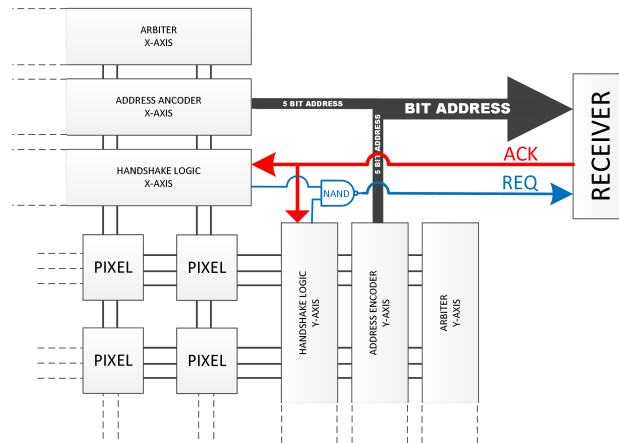 ARBITER
X-AXIS
ADDRESS ANCODER
X-AXIS
5 BIT ADDRESS
BIT ADDRESS
5 BIT ADDRESS
RECEIVER
HANDSHAKE LOGIC
X-AXIS
ACK
REQ
NAND
PIXEL
PIXEL
HANDSHAKE LOGIC
Y-AXIS
ADDRESS ENCODER
Y-AXIS
ARBITER
Y-AXIS
PIXEL
PIXEL